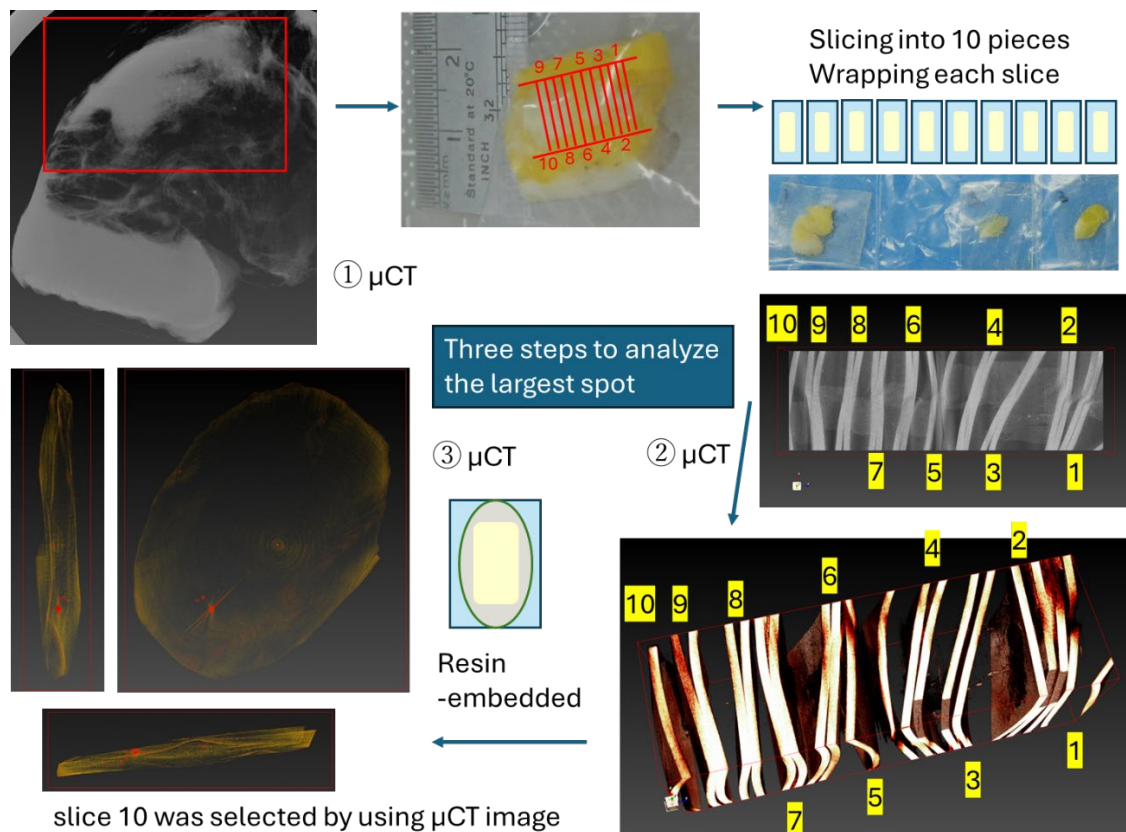 ① μCT
Standard at 20°C
INCH
1
2
9 7 5 3 1
10 8 6 4 2
Slicing into 10 pieces
Wrapping each slice
10 9 8 6 4 2
7 5 3 1
Three steps to analyze
the largest spot
② μCT
③ μCT
Resin
-embedded
10 9 8 6 4 2
7 5 3 1
slice 10 was selected by using μCT image